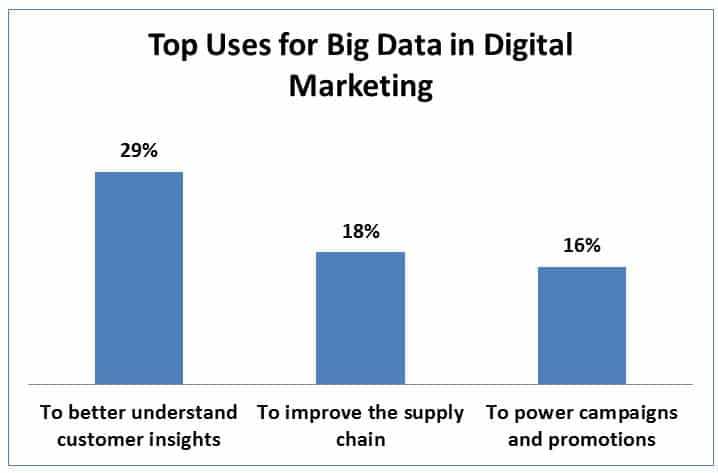 Top Uses for Big Data in Digital
Marketing
29%
18%
16%
To better understand
customer insights
To improve the supply
chain
To power campaigns
and promotions